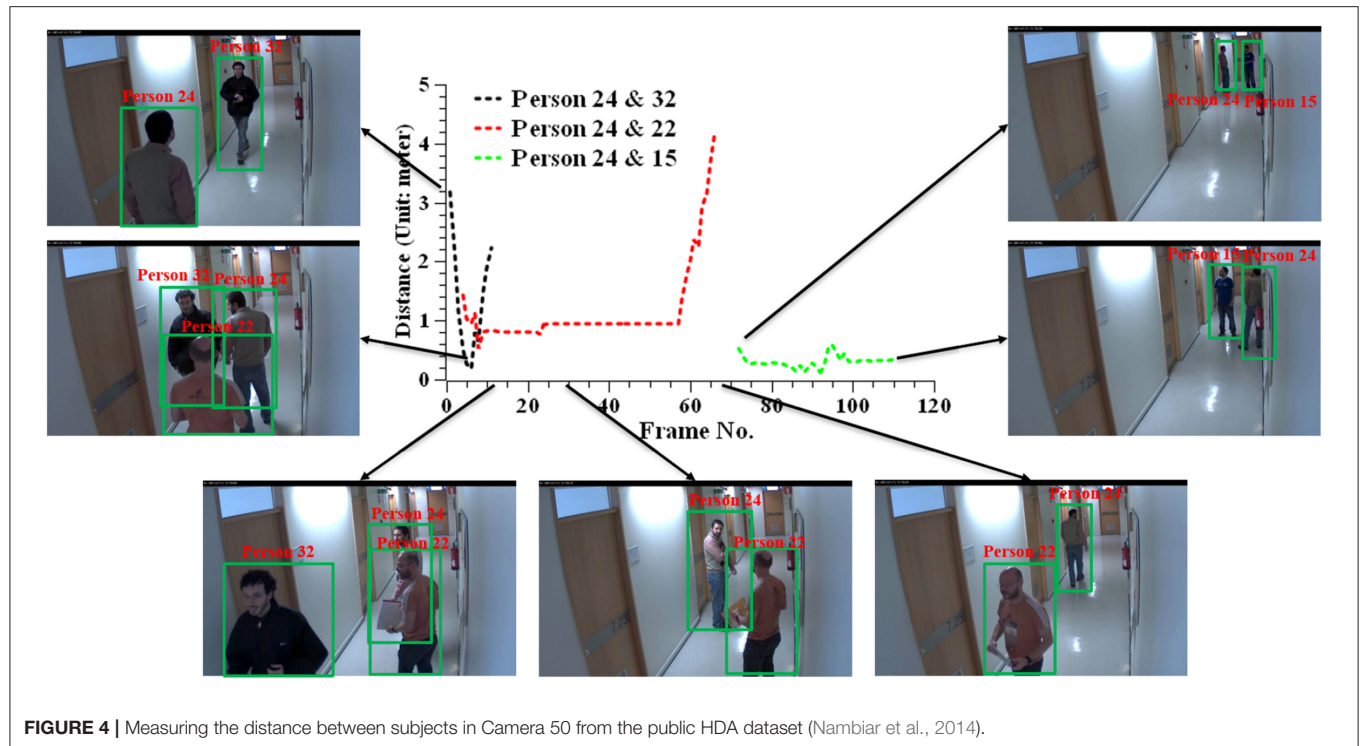 Person 32
Person 24
Person 32 Person 24
Person 22
5
4
3
2
1
0
Distance (Unit: meter)
Person 24 & 32
Person 24 & 22
Person 24 & 15
0 20 40 60 80 100 120
Frame No.
Person 24 Person 15
Person 15 Person 24
Person 32
Person 24
Person 22
Person 24
Person 22
Person 24
Person 22
FIGURE 4 | Measuring the distance between subjects in Camera 50 from the public HDA dataset (Nambiar et al., 2014).